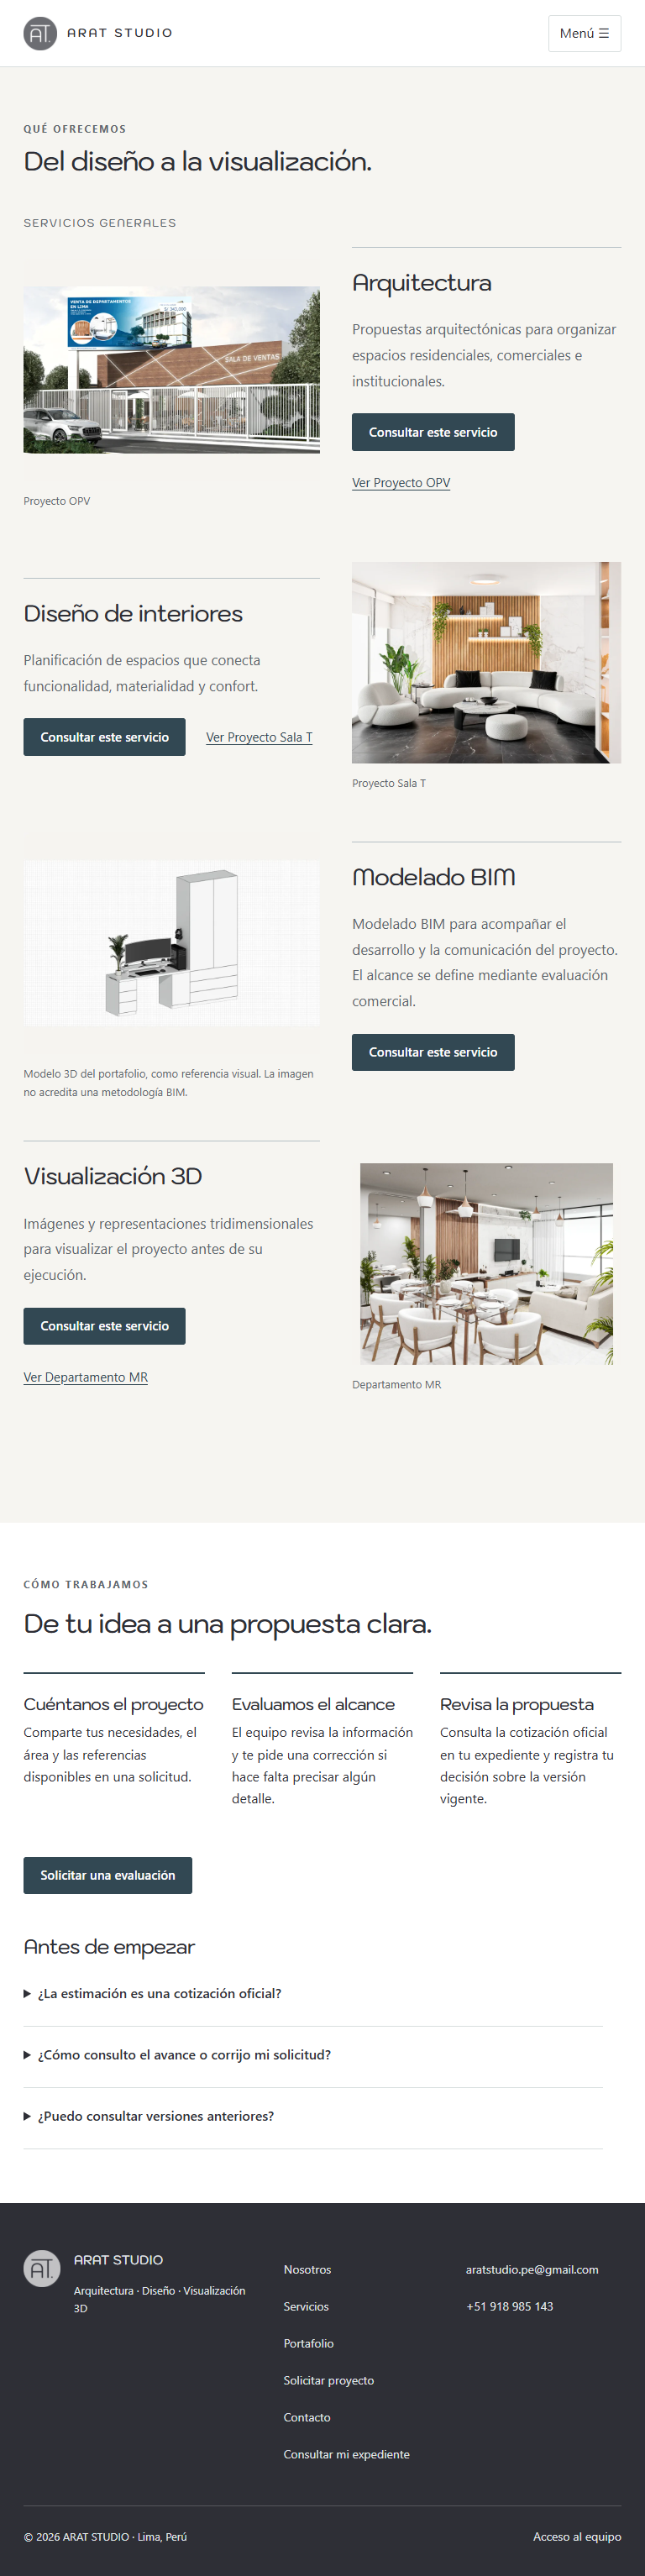 ARAT STUDIO
Menú ☰
QUÉ OFRECEMOS
Del diseño a la visualización.
SERVICIOS GENERALES
VENTA DE DEPARTAMENTOS
EN LIMA
SALA DE VENTAS
Proyecto OPV
Arquitectura
Propuestas arquitectónicas para organizar
espacios residenciales, comerciales e
institucionales.
Consultar este servicio
Ver Proyecto OPV
Diseño de interiores
Planificación de espacios que conecta
funcionalidad, materialidad y confort.
Consultar este servicio
Ver Proyecto Sala T
Proyecto Sala T
Modelo 3D del portafolio, como referencia visual. La imagen
no acredita una metodología BIM.
Modelado BIM
Modelado BIM para acompañar el
desarrollo y la comunicación del proyecto.
El alcance se define mediante evaluación
comercial.
Consultar este servicio
Visualización 3D
Imágenes y representaciones tridimensionales
para visualizar el proyecto antes de su
ejecución.
Consultar este servicio
Ver Departamento MR
Departamento MR
CÓMO TRABAJAMOS
De tu idea a una propuesta clara.
Cuéntanos el proyecto
Comparte tus necesidades, el
área y las referencias
disponibles en una solicitud.
Evaluamos el alcance
El equipo revisa la información
y te pide una corrección si
hace falta precisar algún
detalle.
Revisa la propuesta
Consulta la cotización oficial
en tu expediente y registra tu
decisión sobre la versión
vigente.
Solicitar una evaluación
Antes de empezar
¿La estimación es una cotización oficial?
¿Cómo consulto el avance o corrijo mi solicitud?
¿Puedo consultar versiones anteriores?
AT.
ARAT STUDIO
Arquitectura · Diseño · Visualización
3D
Nosotros
Servicios
Portafolio
Solicitar proyecto
Contacto
Consultar mi expediente
aratstudio.pe@gmail.com
+51 918 985 143
© 2026 ARAT STUDIO · Lima, Perú
Acceso al equipo